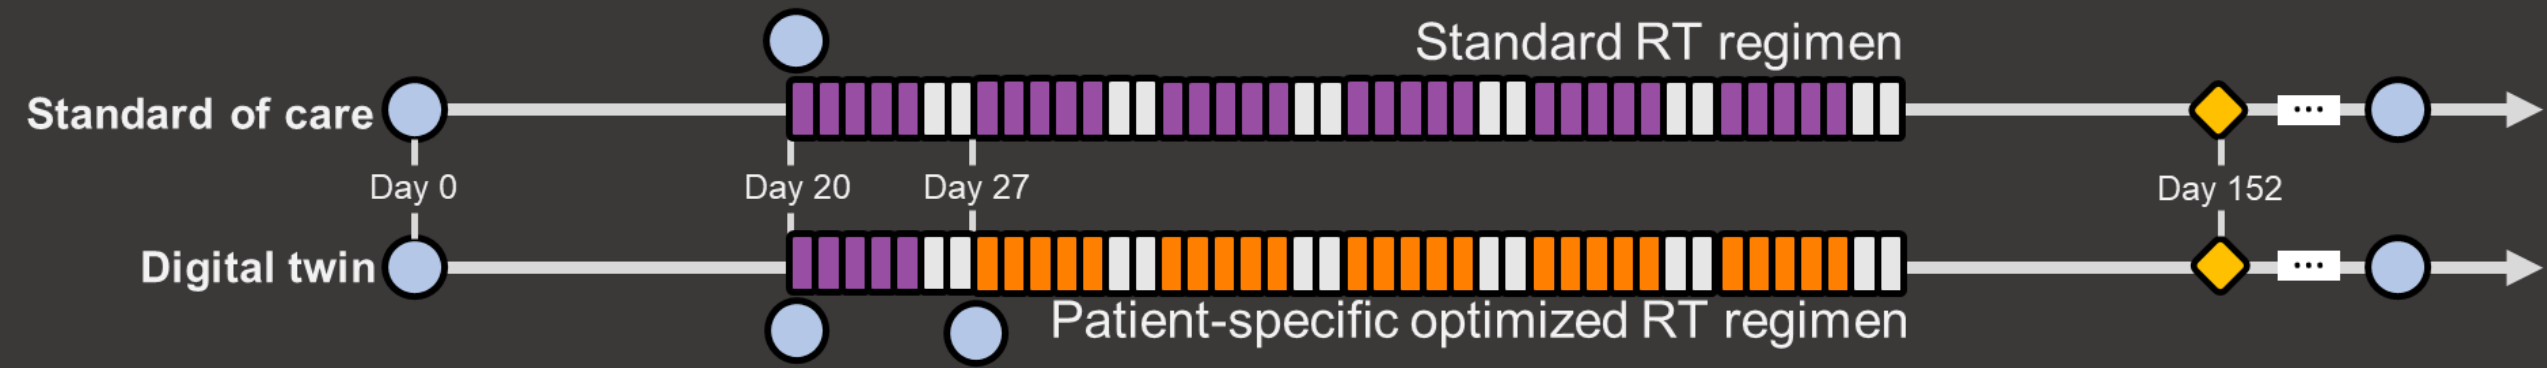 Standard RT regimen
Standard of care
...
Day 0
Day 20
Day 27
Day 152
Digital twin
...
Patient-specific optimized RT regimen